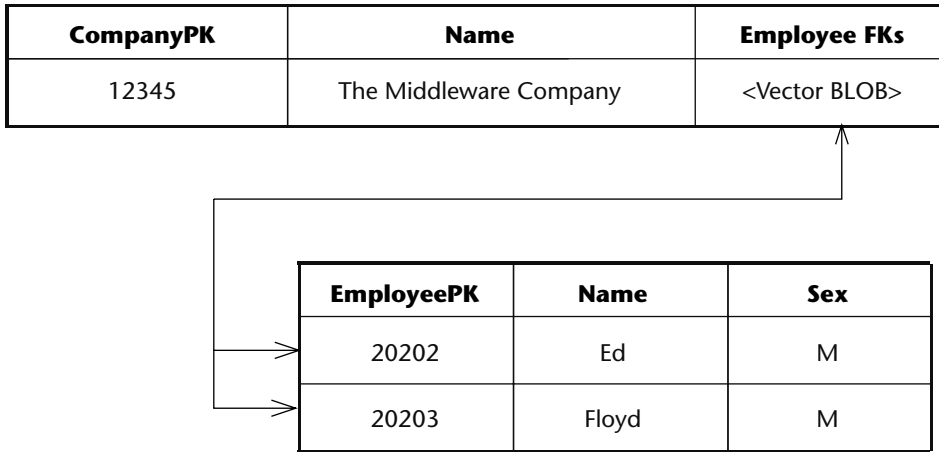 CompanyPK Name Employee FKs
12345 The Middleware Company <Vector BLOB>
EmployeePK Name Sex
20202 Ed M
20203 Floyd M